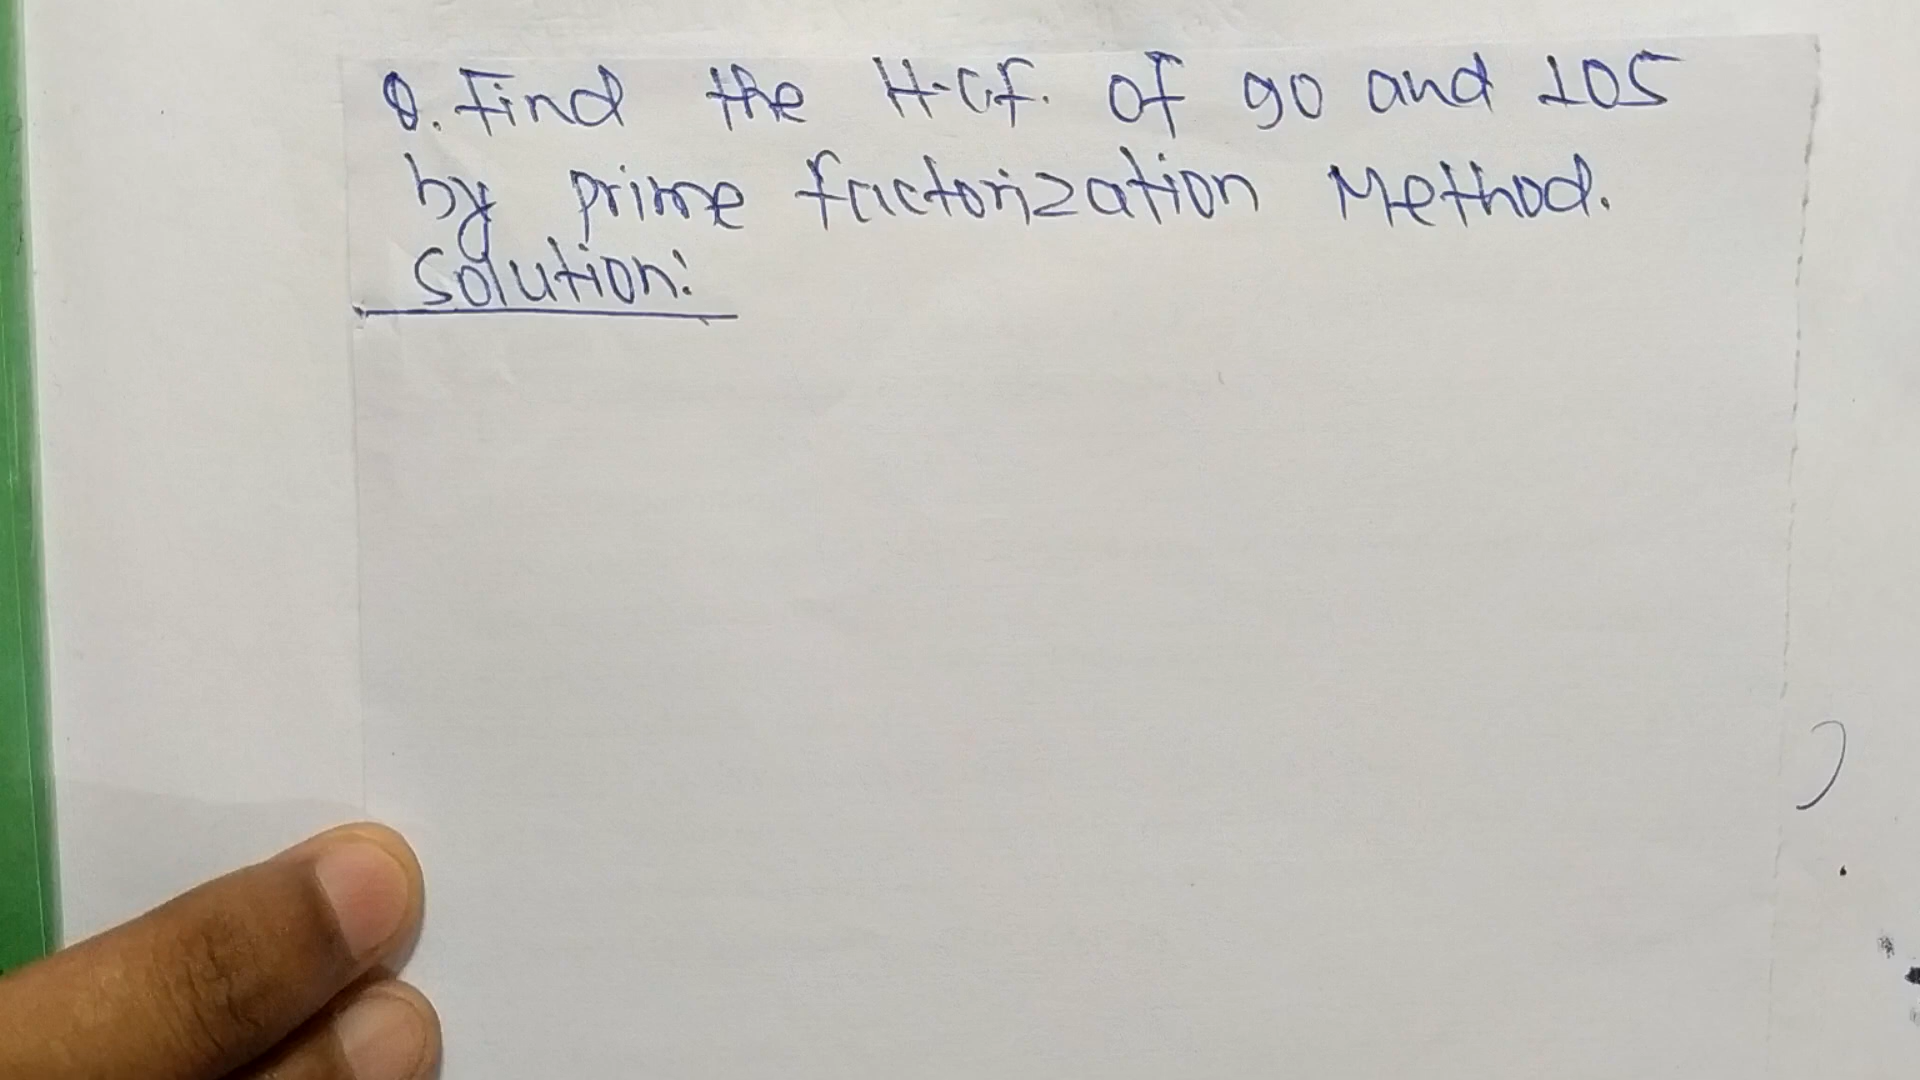 Q. Find the H.C.F. of 90 and 105
by prime factorization Method.
Solution: